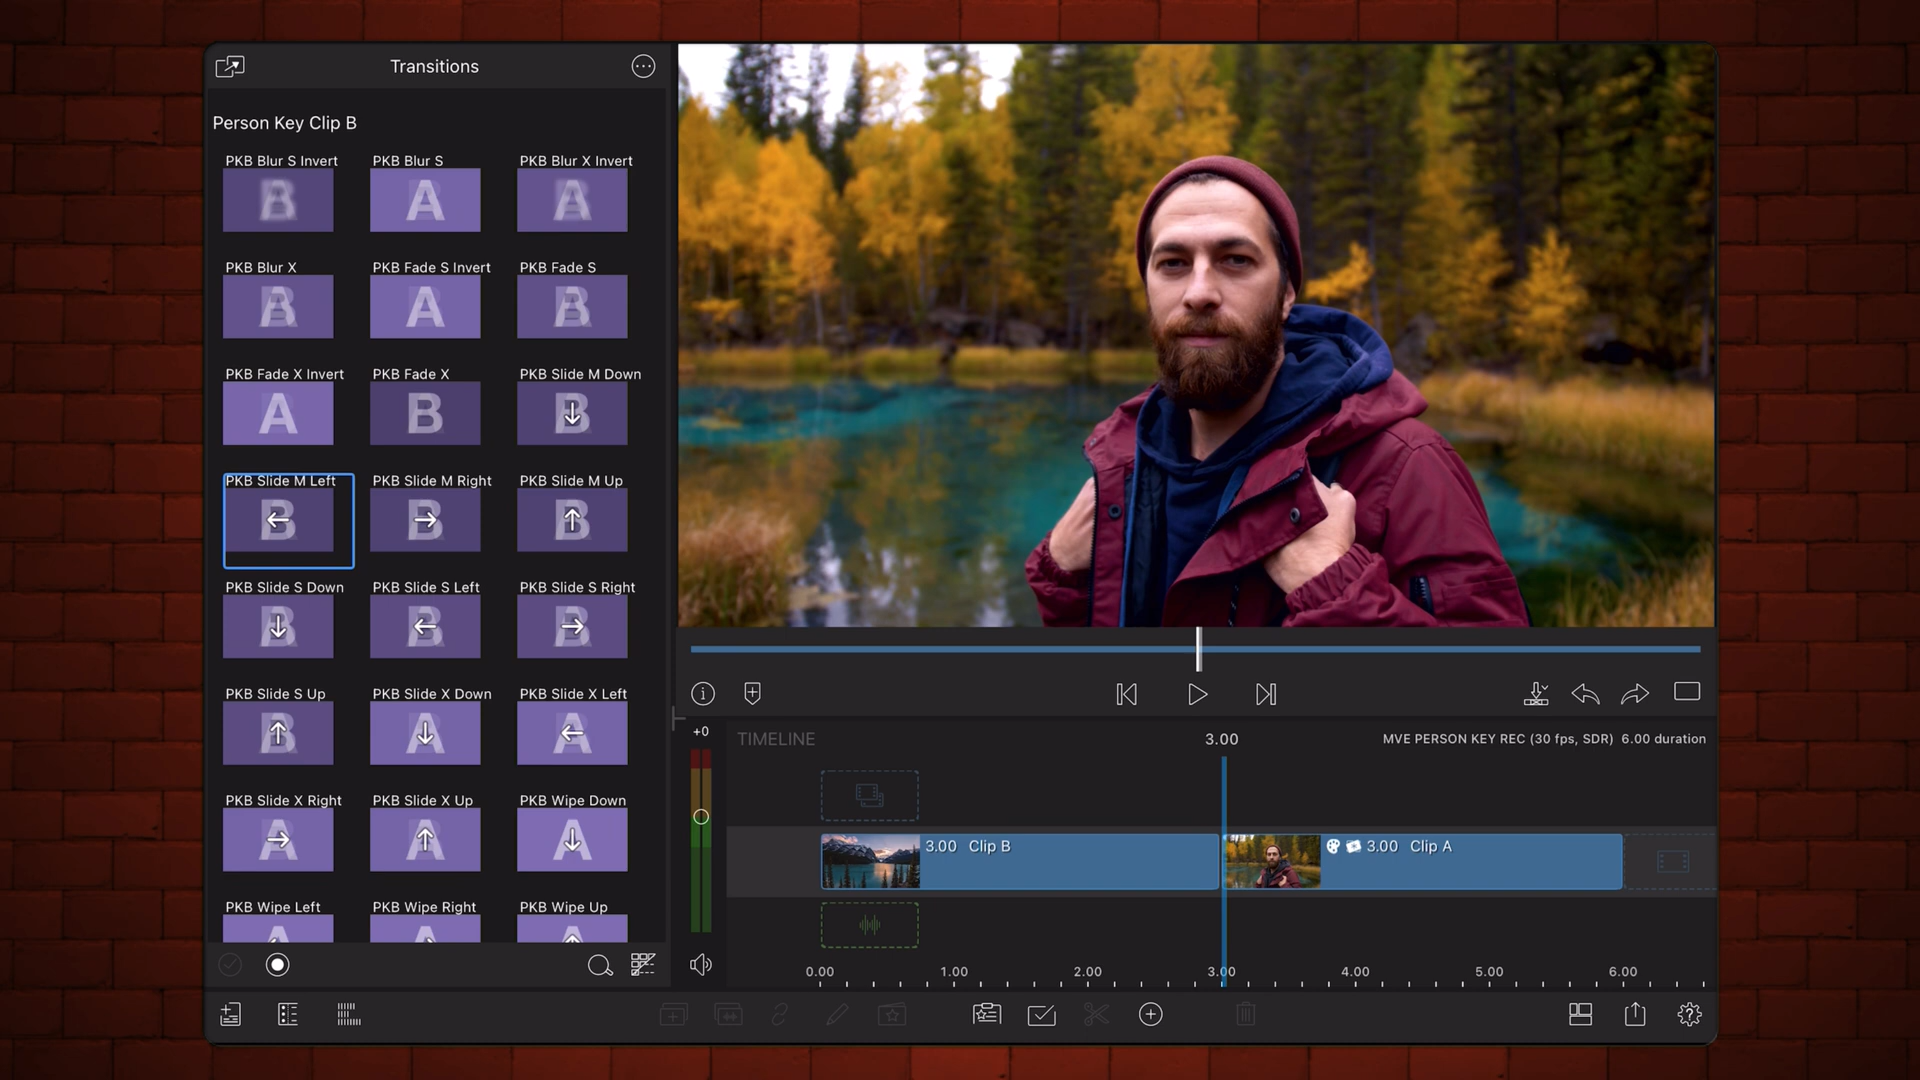 Transitions
Person Key Clip B
PKB Blur S Invert
PKB Blur S
PKB Blur X Invert
B
A
A
PKB Blur X
PKB Fade S Invert
PKB Fade S
B
A
B
PKB Fade X Invert
PKB Fade X
PKB Slide M Down
A
B
B
PKB Slide M Left
PKB Slide M Right
PKB Slide M Up
B
B
B
PKB Slide S Down
PKB Slide S Left
PKB Slide S Right
B
B
B
PKB Slide S Up
PKB Slide X Down
PKB Slide X Left
B
A
A
PKB Slide X Right
PKB Slide X Up
PKB Wipe Down
A
A
A
PKB Wipe Left
PKB Wipe Right
PKB Wipe Up
A
A
A
+0
TIMELINE
3.00
MVE PERSON KEY REC (30 fps, SDR) 6.00 duration
3.00 Clip B
3.00 Clip A
0.00
1.00
2.00
3.00
4.00
5.00
6.00